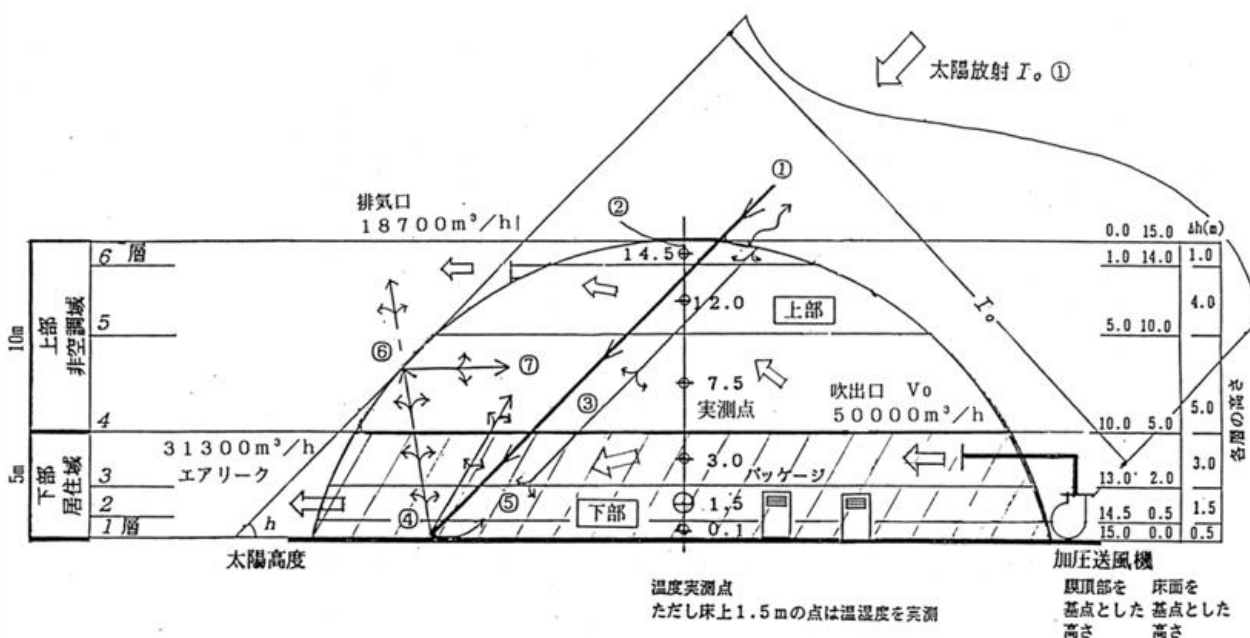 太陽放射 I₀ ①
①
排気口
18700m³/h
②
0.0 15.0 Δh(m)
6 層
14.5
1.0 14.0
1.0
12.0
上部
4.0
I₀
10m
上部
非空調域
5
5.0 10.0
⑥
⑦
7.5
③
実測点
吹出口 V₀
50000m³/h
5.0
各層の高さ
4
10.0 5.0
31300m³/h
エアリーク
3.0
パッケージ
3.0
5m
下部
居住域
3
13.0 2.0
2
④
⑤
下部
1,5
1.5
14.5 0.5
1層
h
0.1
15.0 0.0
0.5
太陽高度
加圧送風機
温度実測点
ただし床上1.5mの点は温湿度を実測
膜頂部を 床面を
基点とした 基点とした
高さ 高さ